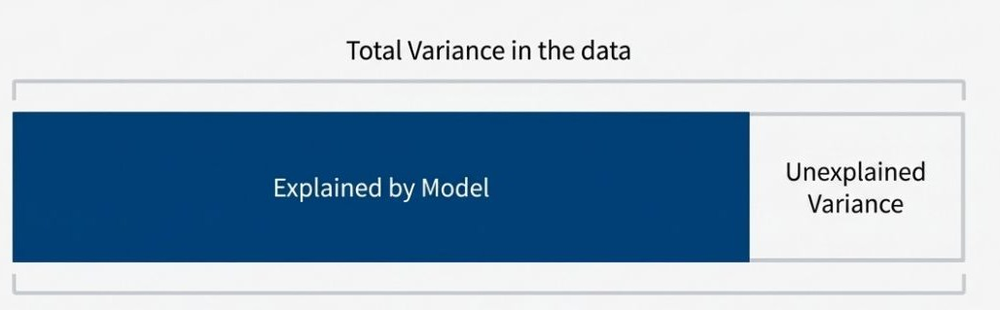 Total Variance in the data
Explained by Model
Unexplained
Variance